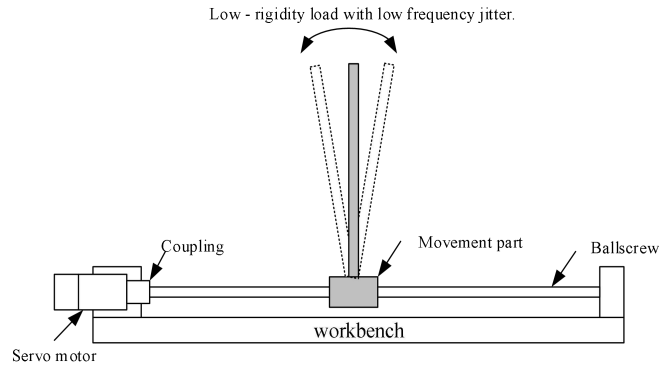 Low - rigidity load with low frequency jitter.
Coupling
Movement part
Ballscrew
workbench
Servo motor